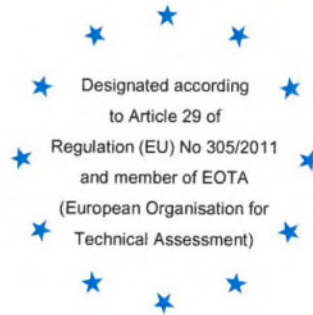 Designated according
to Article 29 of
Regulation (EU) No 305/2011
and member of EOTA
(European Organisation for
Technical Assessment)